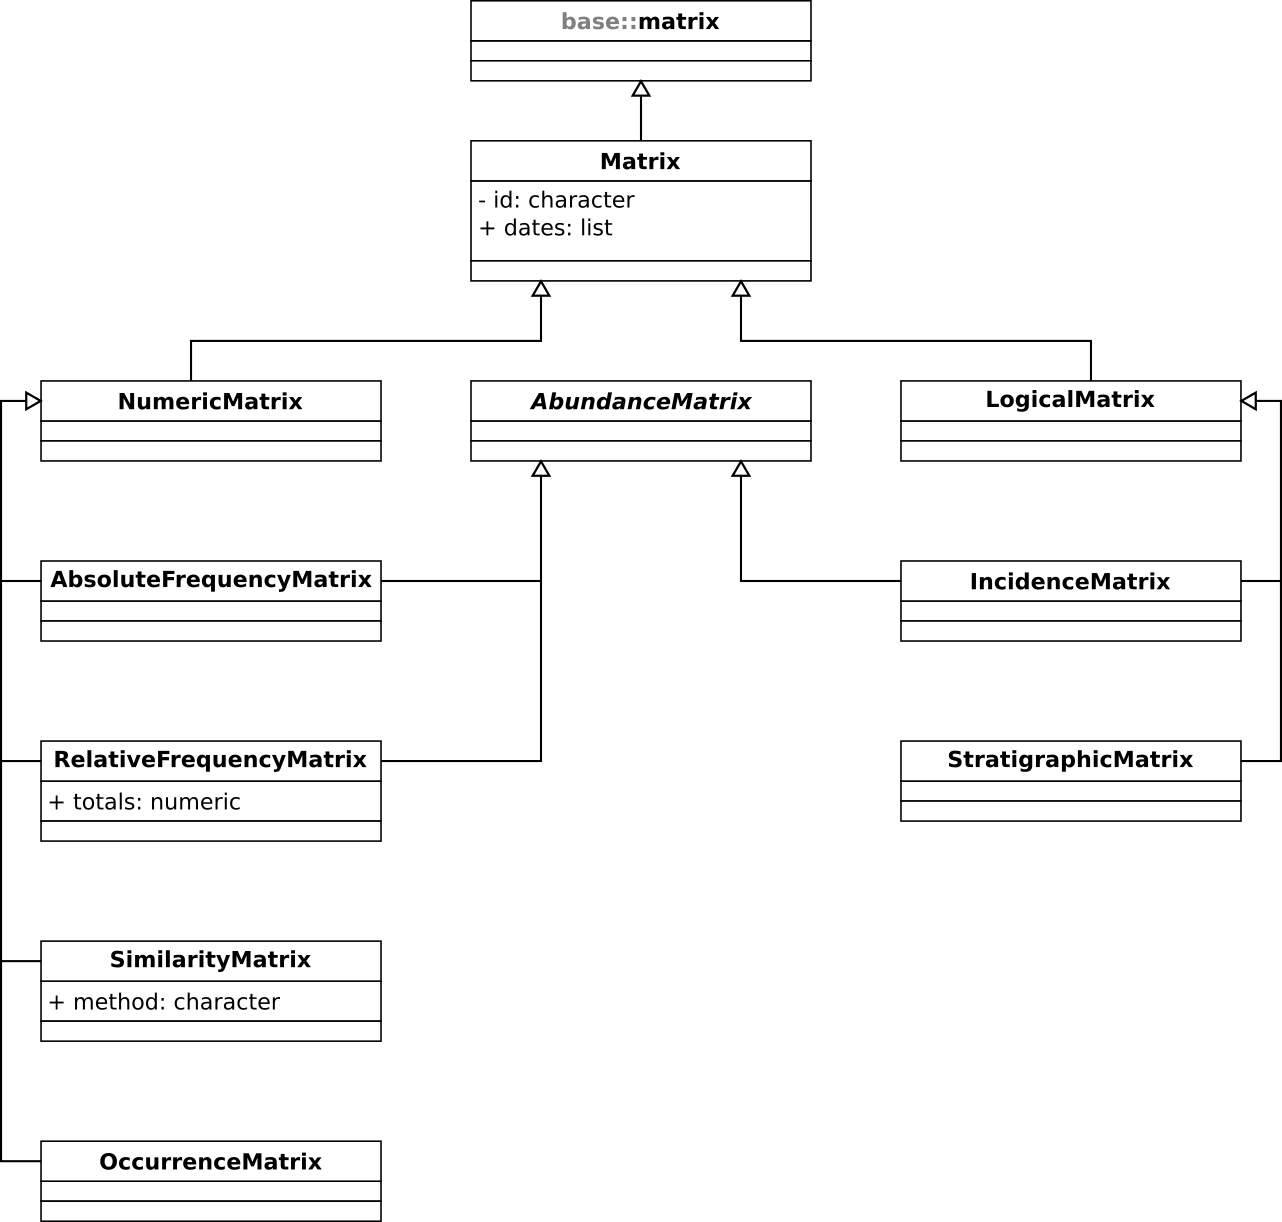 base::matrix
Matrix
- id: character
+ dates: list
NumericMatrix
AbundanceMatrix
LogicalMatrix
AbsoluteFrequencyMatrix
IncidenceMatrix
RelativeFrequencyMatrix
+ totals: numeric
StratigraphicMatrix
SimilarityMatrix
+ method: character
OccurrenceMatrix